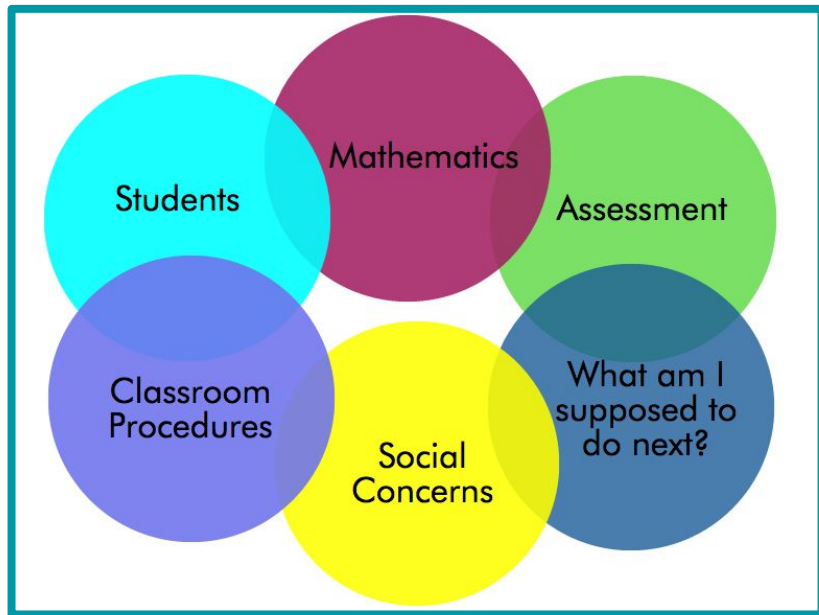 Mathematics
Students
Assessment
Classroom
Procedures
Social
Concerns
What am I
supposed to
do next?